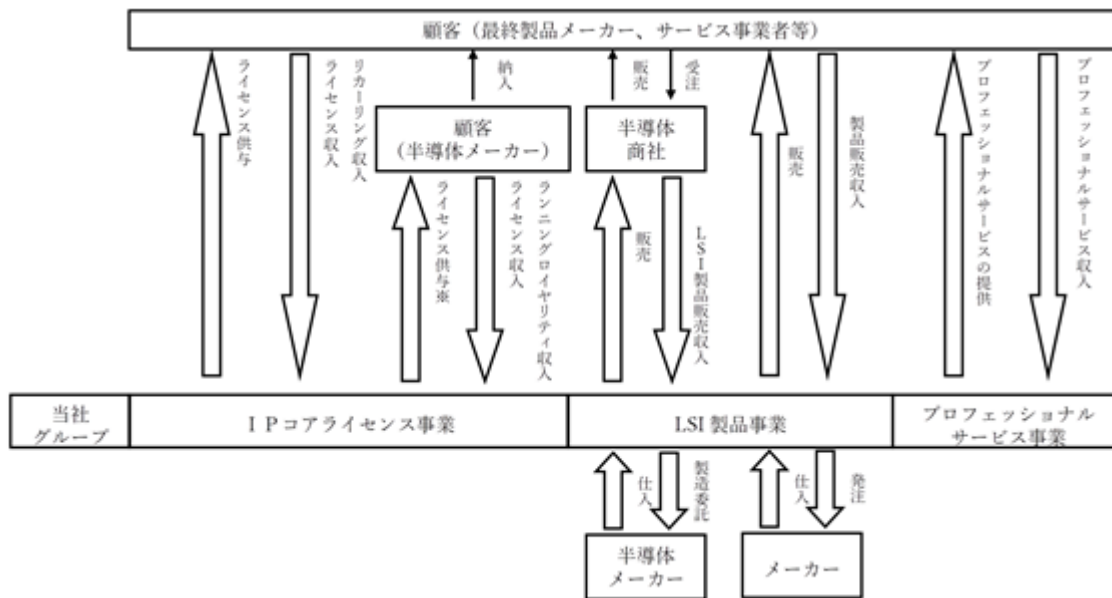 顧客（最終製品メーカー、サービス事業者等）
ライセンス供与
リカーリング収入
ライセンス収入
納入
販売
受注
販売
製品販売収入
プロフェッショナルサービスの提供
プロフェッショナルサービス収入
顧客
（半導体メーカー）
半導体
商社
ライセンス供与※
ランニングロイヤリティ収入
ライセンス収入
販売
LSI製品販売収入
当社
グループ
ＩＰコアライセンス事業
LSI 製品事業
プロフェッショナル
サービス事業
仕入
製造委託
仕入
発注
半導体
メーカー
メーカー